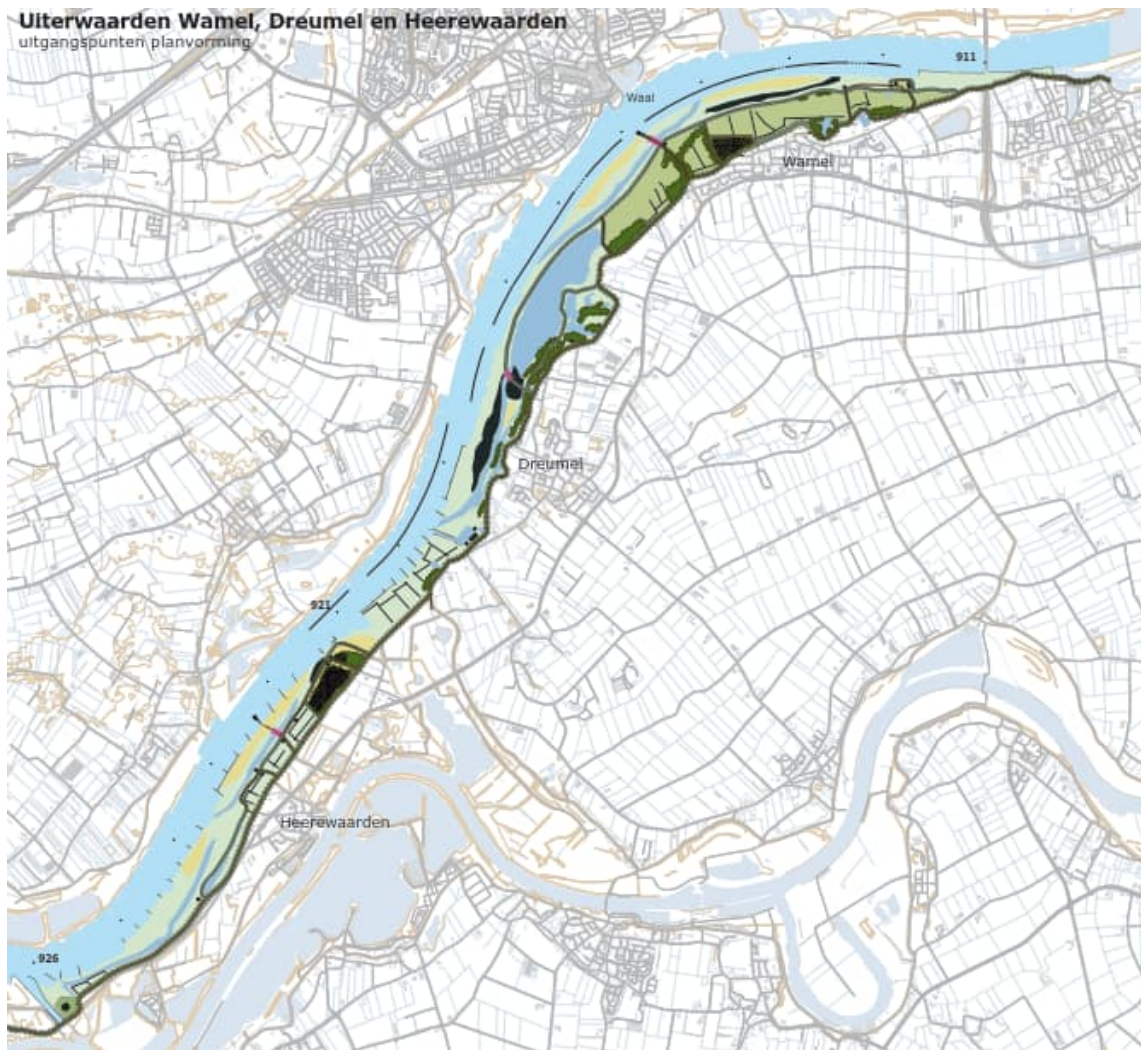 Uiterwaarden Wamel, Dreumel en Heerewaarden
uitgangspunten planvorming
911
Waal
Wamel
Dreumel
921
Heerewaarden
926